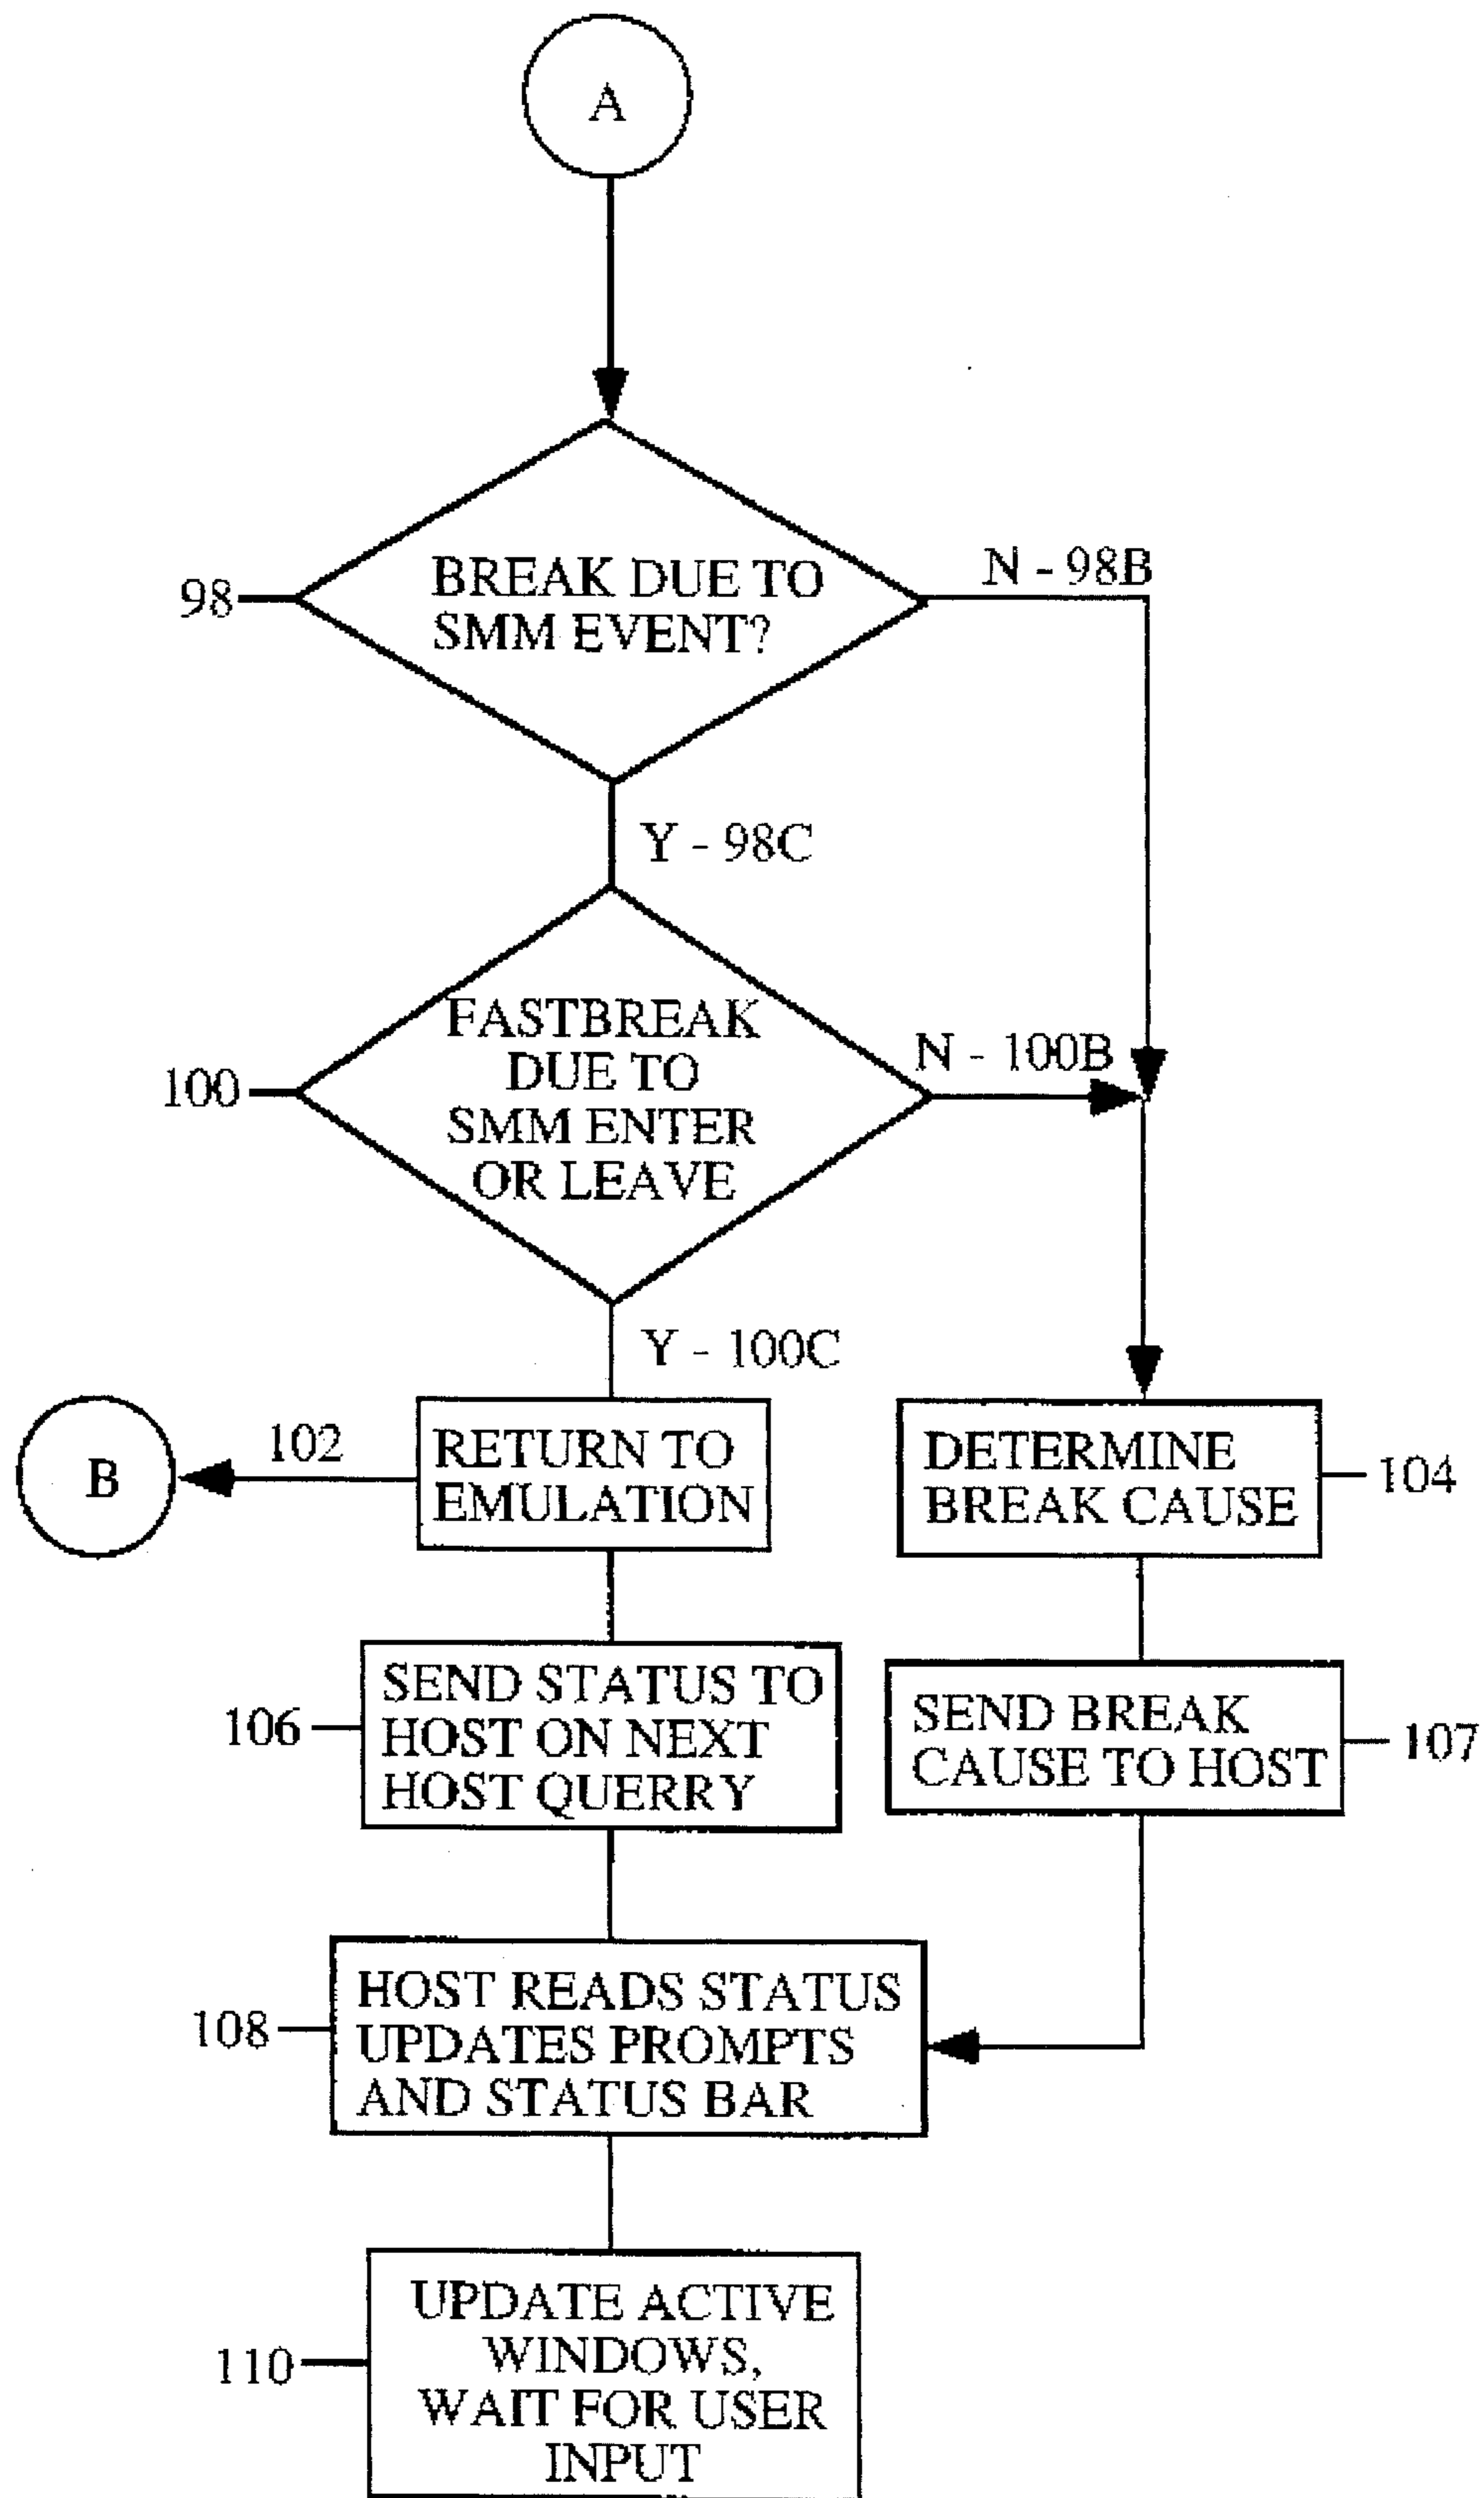 A
98
BREAK DUE TO
SMM EVENT?
N - 98B
Y - 98C
100
FASTBREAK
DUE TO
SMM ENTER
OR LEAVE
N - 100B
Y - 100C
B
102
RETURN TO
EMULATION
DETERMINE
BREAK CAUSE
104
106
SEND STATUS TO
HOST ON NEXT
HOST QUERRY
SEND BREAK
CAUSE TO HOST
107
108
HOST READS STATUS
UPDATES PROMPTS
AND STATUS BAR
110
UPDATE ACTIVE
WINDOWS,
WAIT FOR USER
INPUT